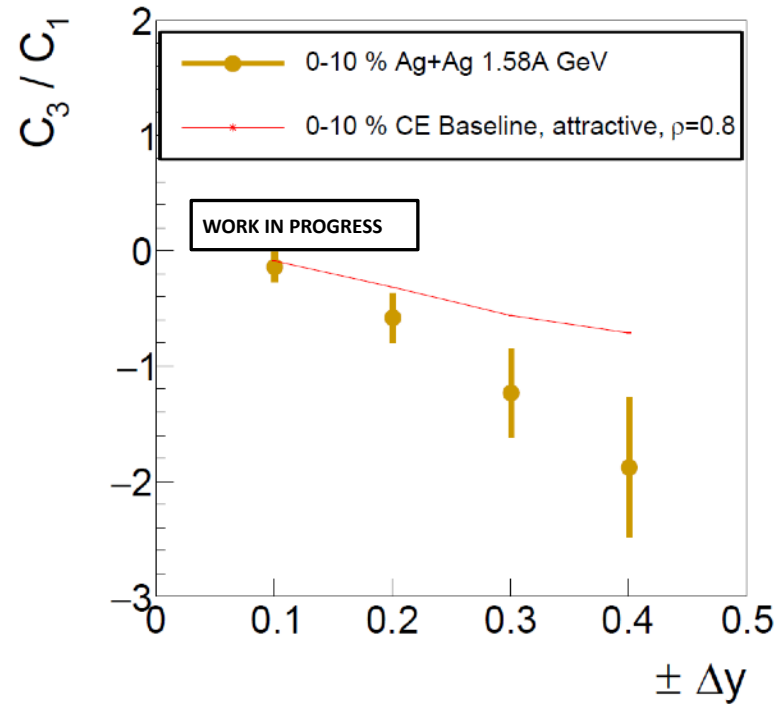 C3 / C1
2
1
0
−1
−2
−3
0-10 % Ag+Ag 1.58A GeV
0-10 % CE Baseline, attractive, ρ=0.8
WORK IN PROGRESS
0 0.1 0.2 0.3 0.4 0.5
± Δy